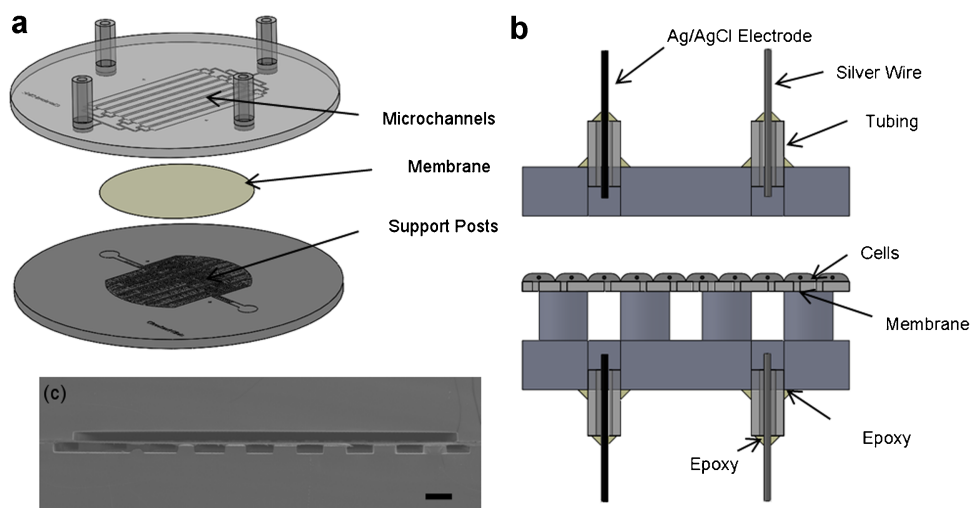 a
Microchannels
Membrane
Support Posts
(c)
b
Ag/AgCl Electrode
Silver Wire
Tubing
Cells
Membrane
Epoxy
Epoxy